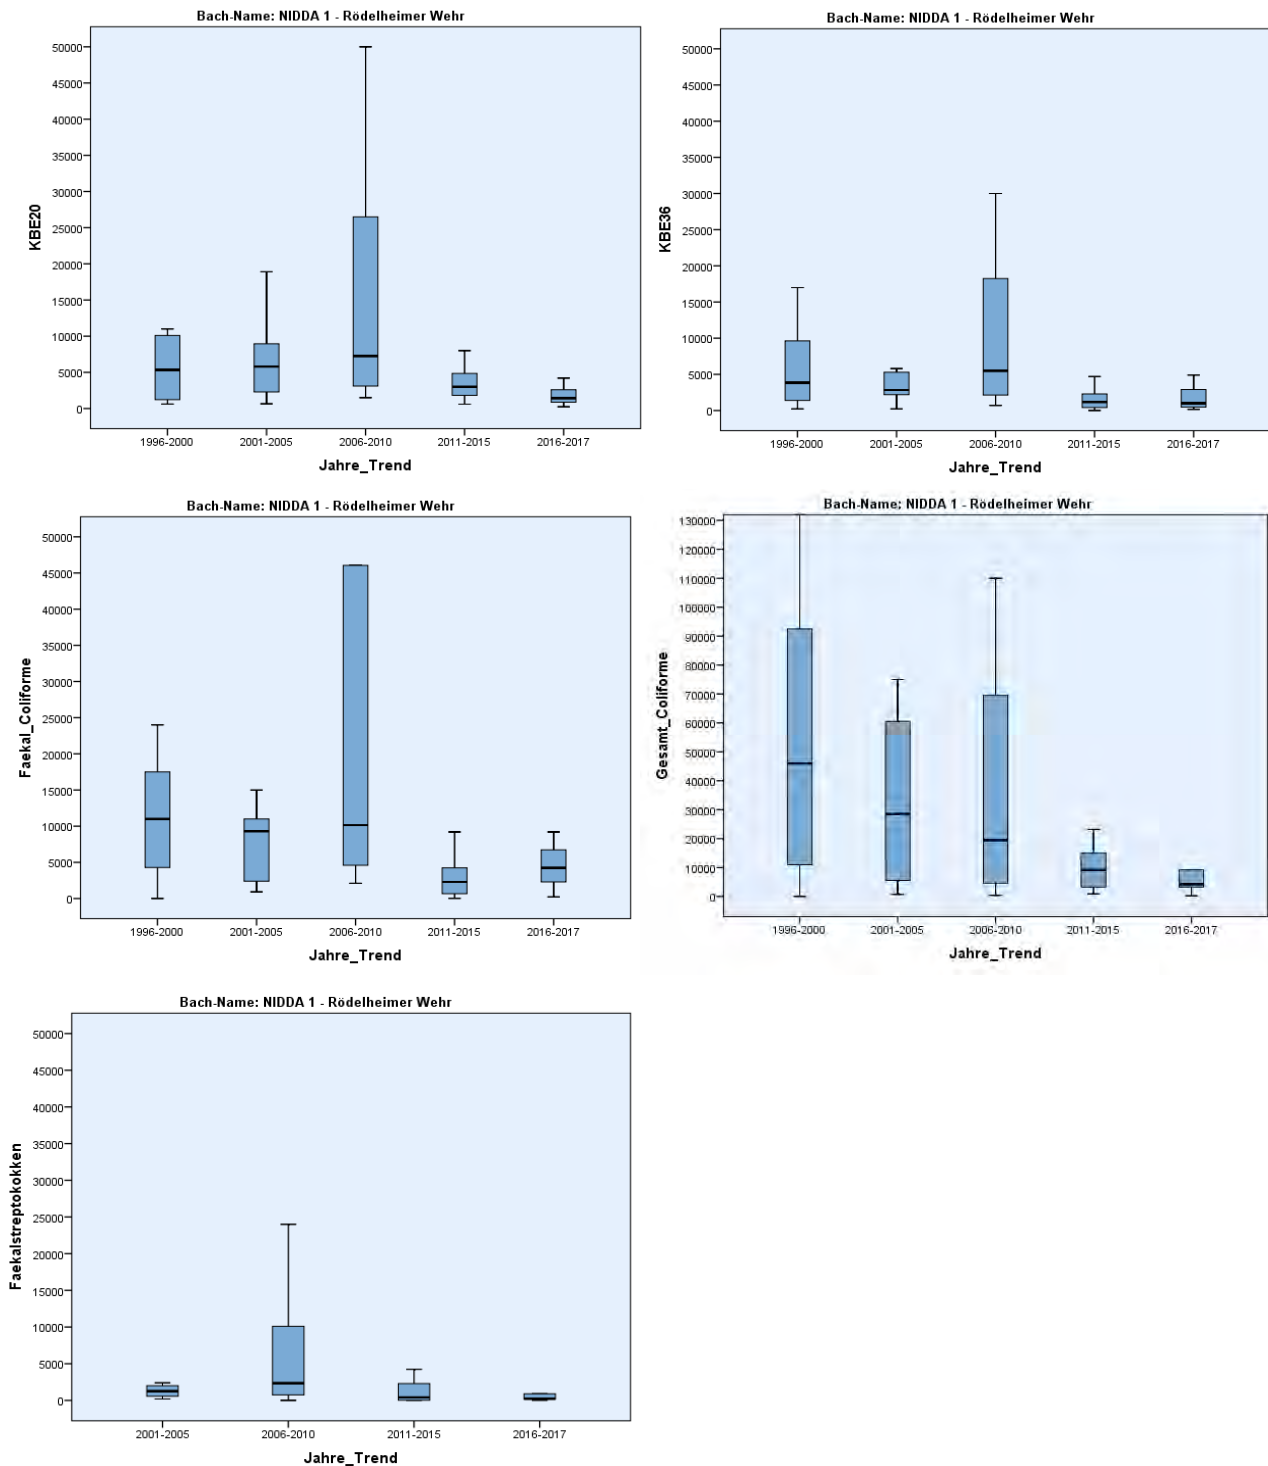 Bach-Name: NIDDA 1 - Rödelheimer Wehr
50000
45000
40000
35000
30000
25000
20000
15000
10000
5000
0
KBE20
1996-2000 2001-2005 2006-2010 2011-2015 2016-2017
Jahre_Trend
Bach-Name: NIDDA 1 - Rödelheimer Wehr
50000
45000
40000
35000
30000
25000
20000
15000
10000
5000
0
KBE36
1996-2000 2001-2005 2006-2010 2011-2015 2016-2017
Jahre_Trend
Bach-Name: NIDDA 1 - Rödelheimer Wehr
50000
45000
40000
35000
30000
25000
20000
15000
10000
5000
0
Faekal_Coliforme
1996-2000 2001-2005 2006-2010 2011-2015 2016-2017
Jahre_Trend
Bach-Name: NIDDA 1 - Rödelheimer Wehr
130000
120000
110000
100000
90000
80000
70000
60000
50000
40000
30000
20000
10000
0
Gesamt_Coliforme
1996-2000 2001-2005 2006-2010 2011-2015 2016-2017
Jahre_Trend
Bach-Name: NIDDA 1 - Rödelheimer Wehr
50000
45000
40000
35000
30000
25000
20000
15000
10000
5000
0
Faekalstreptokokken
2001-2005 2006-2010 2011-2015 2016-2017
Jahre_Trend